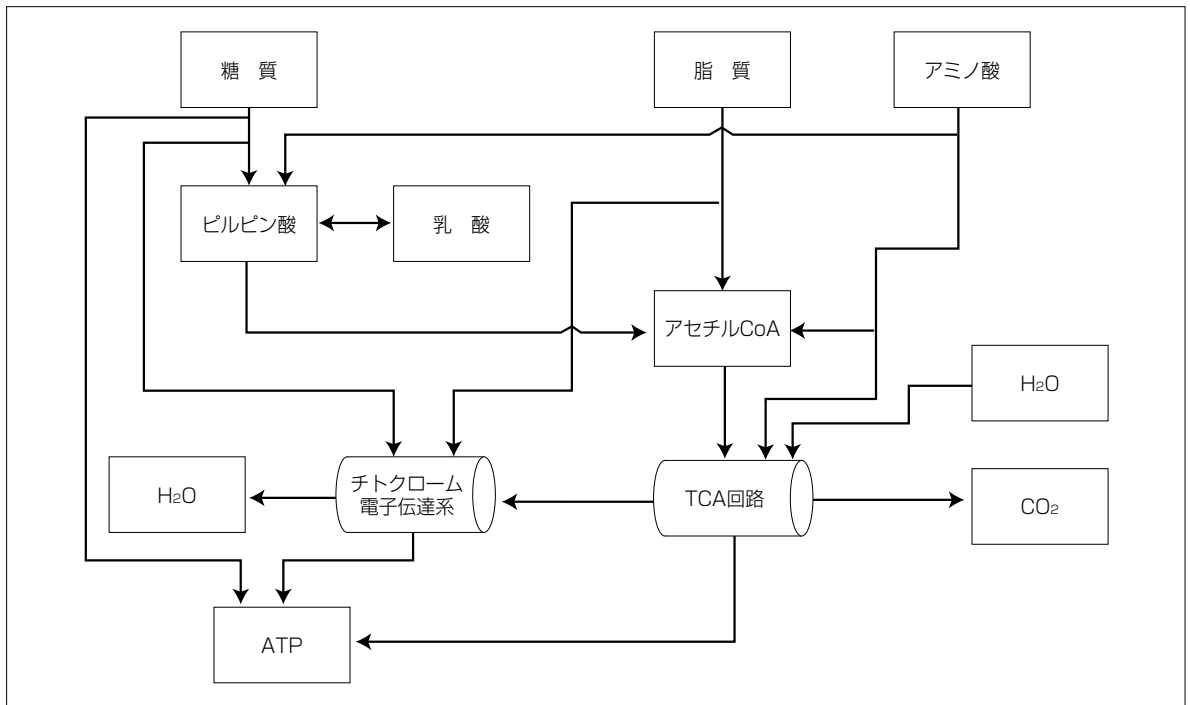 糖　質
脂　質
アミノ酸
ピルビン酸
乳　酸
アセチルCoA
H₂O
H₂O
チトクローム
電子伝達系
TCA回路
CO₂
ATP